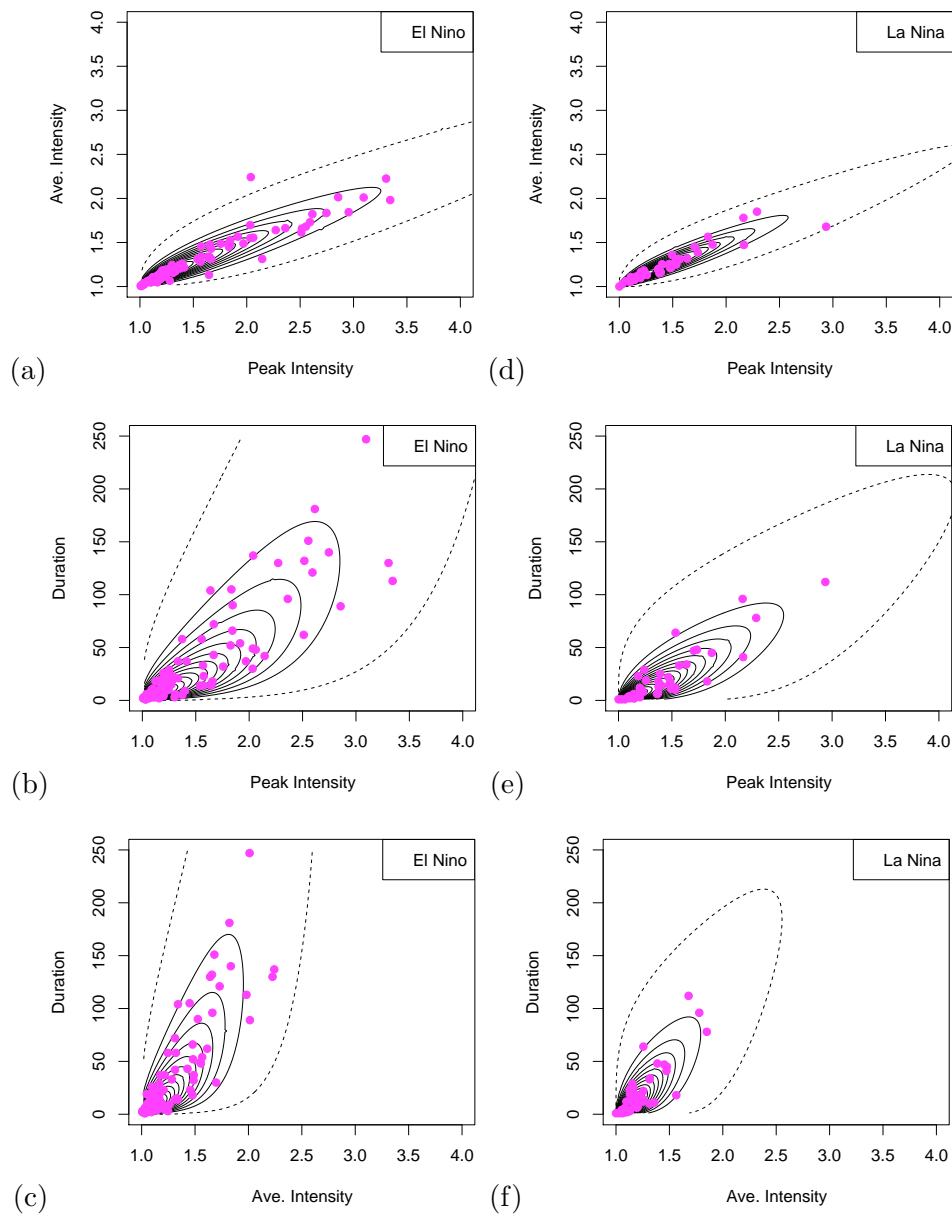 El Nino
4.0
3.5
3.0
2.5
2.0
1.5
1.0
Ave. Intensity
1.0 1.5 2.0 2.5 3.0 3.5 4.0
Peak Intensity
(a)
La Nina
4.0
3.5
3.0
2.5
2.0
1.5
1.0
Ave. Intensity
1.0 1.5 2.0 2.5 3.0 3.5 4.0
Peak Intensity
(d)
El Nino
250
200
150
100
50
0
Duration
1.0 1.5 2.0 2.5 3.0 3.5 4.0
Peak Intensity
(b)
La Nina
250
200
150
100
50
0
Duration
1.0 1.5 2.0 2.5 3.0 3.5 4.0
Peak Intensity
(e)
El Nino
250
200
150
100
50
0
Duration
1.0 1.5 2.0 2.5 3.0 3.5 4.0
Ave. Intensity
(c)
La Nina
250
200
150
100
50
0
Duration
1.0 1.5 2.0 2.5 3.0 3.5 4.0
Ave. Intensity
(f)